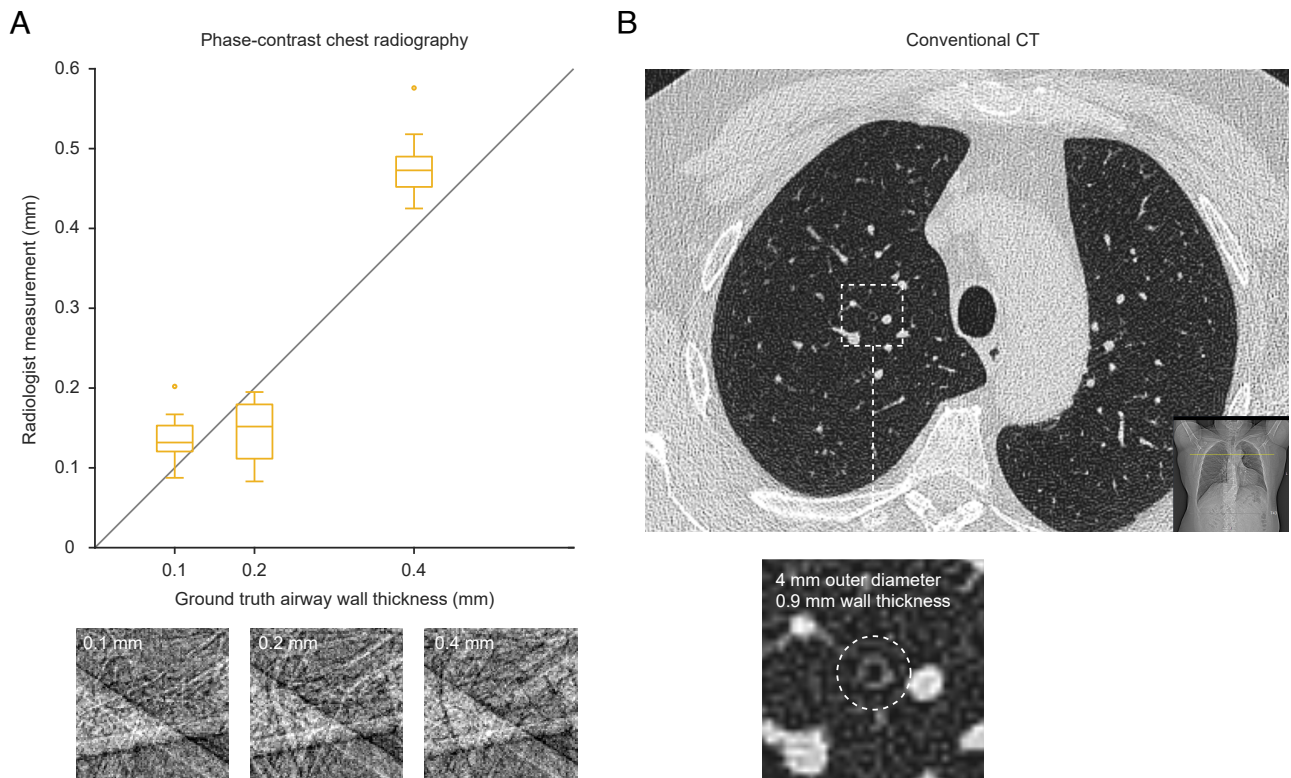 A
Phase-contrast chest radiography
0.6
0.5
0.4
0.3
0.2
0.1
0
Radiologist measurement (mm)
0.1
0.2
0.4
Ground truth airway wall thickness (mm)
0.1 mm
0.2 mm
0.4 mm
B
Conventional CT
4 mm outer diameter
0.9 mm wall thickness